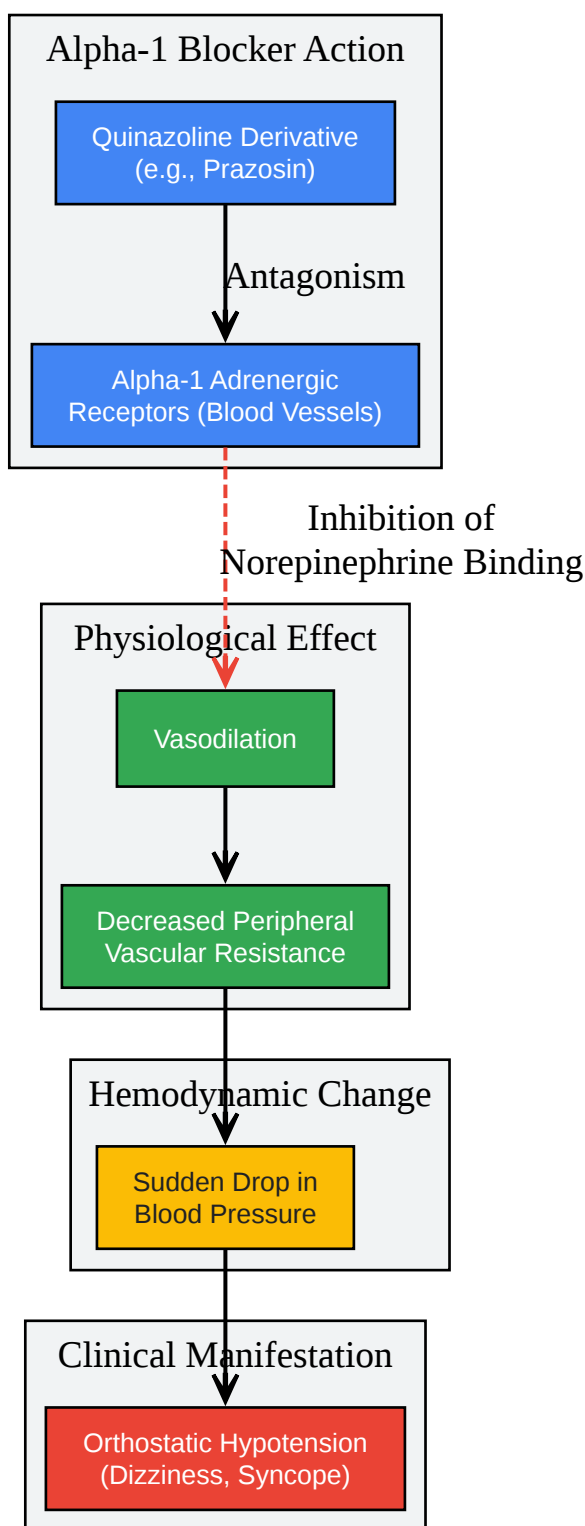 Alpha-1 Blocker Action
Quinazoline Derivative
(e.g., Prazosin)
Antagonism
Alpha-1 Adrenergic
Receptors (Blood Vessels)
Inhibition of
Norepinephrine Binding
Physiological Effect
Vasodilation
Decreased Peripheral
Vascular Resistance
Hemodynamic Change
Sudden Drop in
Blood Pressure
Clinical Manifestation
Orthostatic Hypotension
(Dizziness, Syncope)